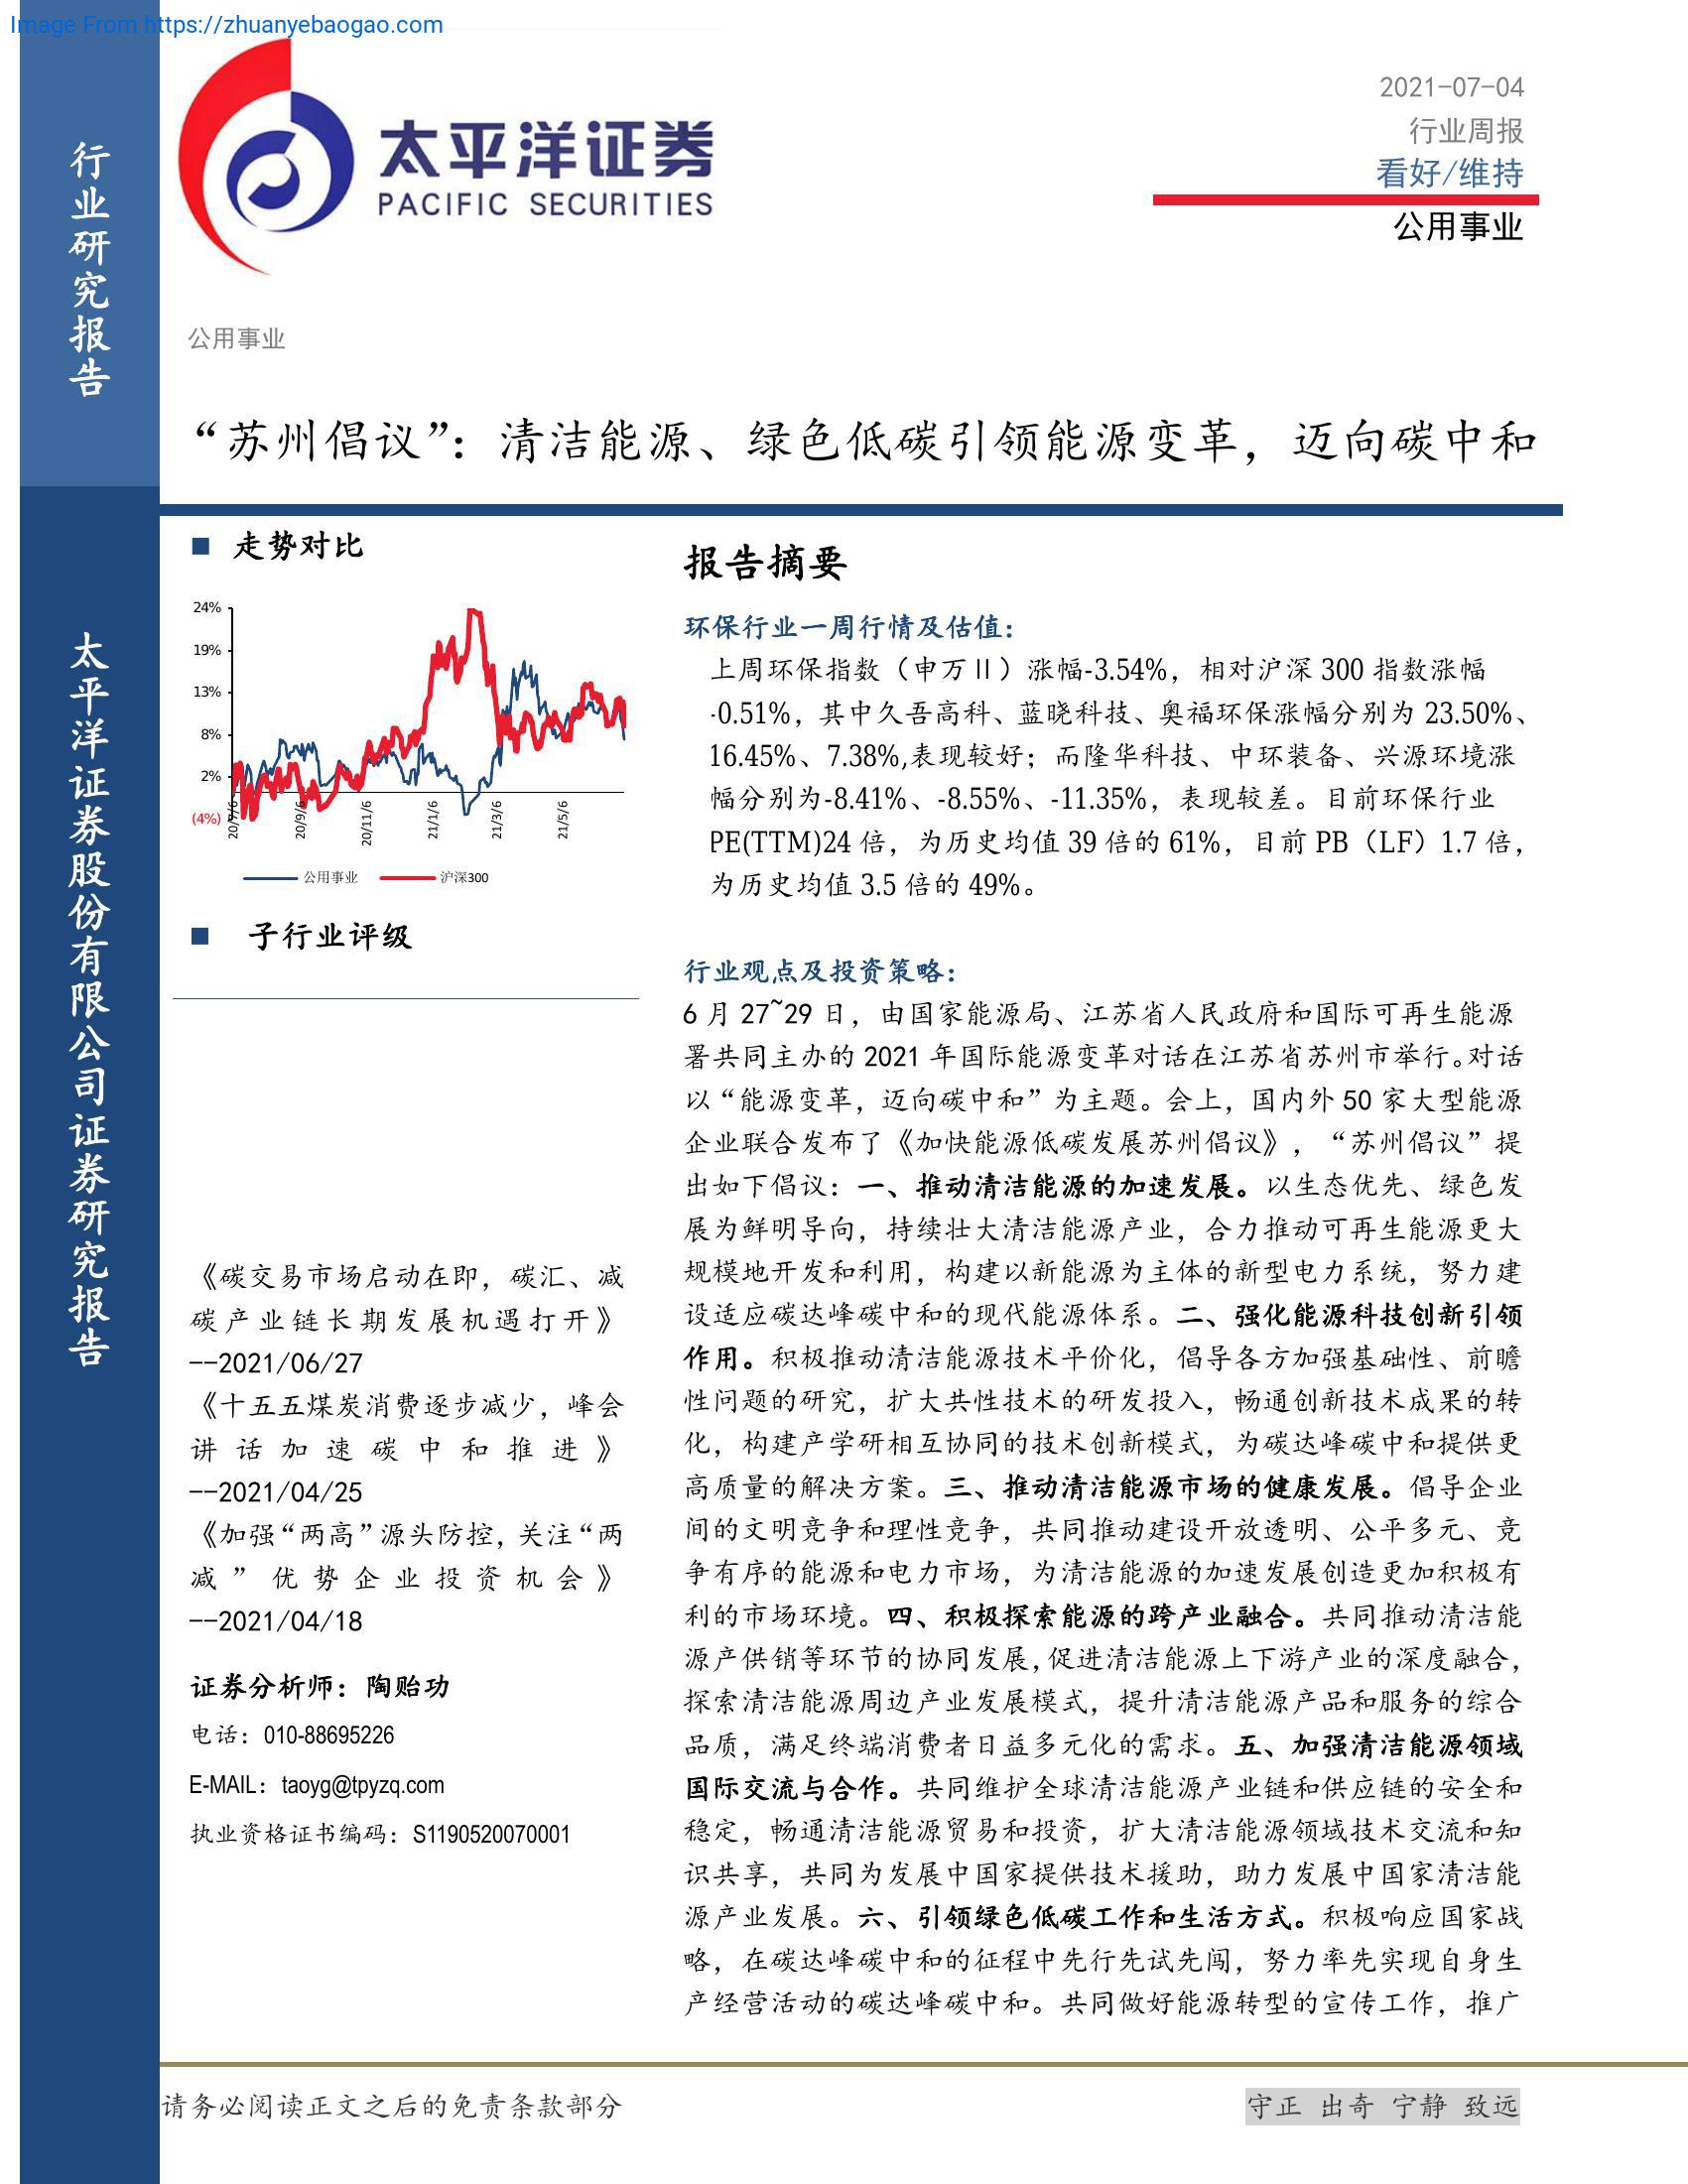 Image From https://zhuanyebaogao.com
行业研究报告
太平洋证券股份有限公司证券研究报告
太平洋证券
PACIFIC SECURITIES
2021-07-04
行业周报
看好/维持
公用事业
公用事业
“苏州倡议”：清洁能源、绿色低碳引领能源变革，迈向碳中和
■ 走势对比
24%
19%
13%
8%
2%
(4%)
20/7/6
20/9/6
20/11/6
21/1/6
21/3/6
21/5/6
公用事业
沪深300
■ 子行业评级
《碳交易市场启动在即，碳汇、减
碳产业链长期发展机遇打开》
--2021/06/27
《十五五煤炭消费逐步减少，峰会
讲话加速碳中和推进》
--2021/04/25
《加强“两高”源头防控，关注“两
减”优势企业投资机会》
--2021/04/18
证券分析师：陶贻功
电话：010-88695226
E-MAIL：taoyg@tpyzq.com
执业资格证书编码：S1190520070001
报告摘要
环保行业一周行情及估值：
上周环保指数（申万Ⅱ）涨幅-3.54%，相对沪深 300 指数涨幅
-0.51%，其中久吾高科、蓝晓科技、奥福环保涨幅分别为 23.50%、
16.45%、7.38%,表现较好；而隆华科技、中环装备、兴源环境涨
幅分别为-8.41%、-8.55%、-11.35%，表现较差。目前环保行业
PE(TTM)24 倍，为历史均值 39 倍的 61%，目前 PB（LF）1.7 倍，
为历史均值 3.5 倍的 49%。
行业观点及投资策略：
6 月 27~29 日，由国家能源局、江苏省人民政府和国际可再生能源
署共同主办的 2021 年国际能源变革对话在江苏省苏州市举行。对话
以“能源变革，迈向碳中和”为主题。会上，国内外 50 家大型能源
企业联合发布了《加快能源低碳发展苏州倡议》，“苏州倡议”提
出如下倡议：一、推动清洁能源的加速发展。以生态优先、绿色发
展为鲜明导向，持续壮大清洁能源产业，合力推动可再生能源更大
规模地开发和利用，构建以新能源为主体的新型电力系统，努力建
设适应碳达峰碳中和的现代能源体系。二、强化能源科技创新引领
作用。积极推动清洁能源技术平价化，倡导各方加强基础性、前瞻
性问题的研究，扩大共性技术的研发投入，畅通创新技术成果的转
化，构建产学研相互协同的技术创新模式，为碳达峰碳中和提供更
高质量的解决方案。三、推动清洁能源市场的健康发展。倡导企业
间的文明竞争和理性竞争，共同推动建设开放透明、公平多元、竞
争有序的能源和电力市场，为清洁能源的加速发展创造更加积极有
利的市场环境。四、积极探索能源的跨产业融合。共同推动清洁能
源产供销等环节的协同发展，促进清洁能源上下游产业的深度融合，
探索清洁能源周边产业发展模式，提升清洁能源产品和服务的综合
品质，满足终端消费者日益多元化的需求。五、加强清洁能源领域
国际交流与合作。共同维护全球清洁能源产业链和供应链的安全和
稳定，畅通清洁能源贸易和投资，扩大清洁能源领域技术交流和知
识共享，共同为发展中国家提供技术援助，助力发展中国家清洁能
源产业发展。六、引领绿色低碳工作和生活方式。积极响应国家战
略，在碳达峰碳中和的征程中先行先试先闯，努力率先实现自身生
产经营活动的碳达峰碳中和。共同做好能源转型的宣传工作，推广
请务必阅读正文之后的免责条款部分
守正 出奇 宁静 致远